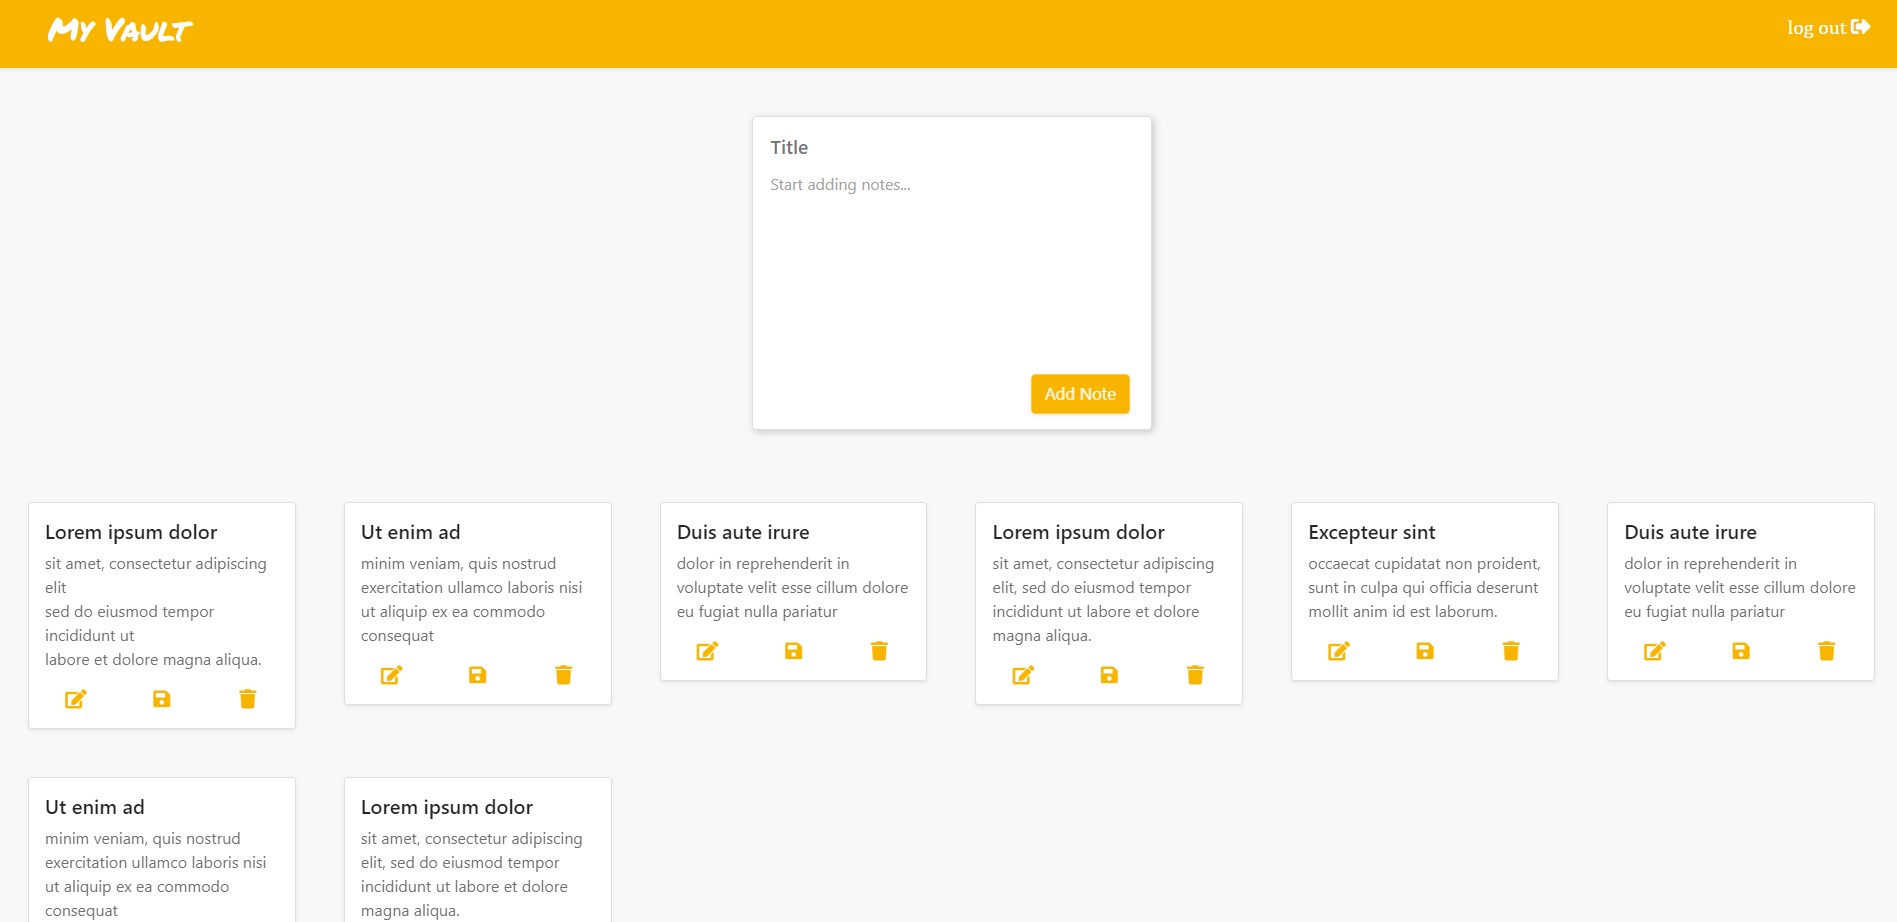 My Vault
log out
Title
Start adding notes...
Add Note
Lorem ipsum dolor
sit amet, consectetur adipiscing
elit
sed do eiusmod tempor
incididunt ut
labore et dolore magna aliqua.
Ut enim ad
minim veniam, quis nostrud
exercitation ullamco laboris nisi
ut aliquip ex ea commodo
consequat
Duis aute irure
dolor in reprehenderit in
voluptate velit esse cillum dolore
eu fugiat nulla pariatur
Lorem ipsum dolor
sit amet, consectetur adipiscing
elit, sed do eiusmod tempor
incididunt ut labore et dolore
magna aliqua.
Excepteur sint
occaecat cupidatat non proident,
sunt in culpa qui officia deserunt
mollit anim id est laborum.
Duis aute irure
dolor in reprehenderit in
voluptate velit esse cillum dolore
eu fugiat nulla pariatur
Ut enim ad
minim veniam, quis nostrud
exercitation ullamco laboris nisi
ut aliquip ex ea commodo
consequat
Lorem ipsum dolor
sit amet, consectetur adipiscing
elit, sed do eiusmod tempor
incididunt ut labore et dolore
magna aliqua.